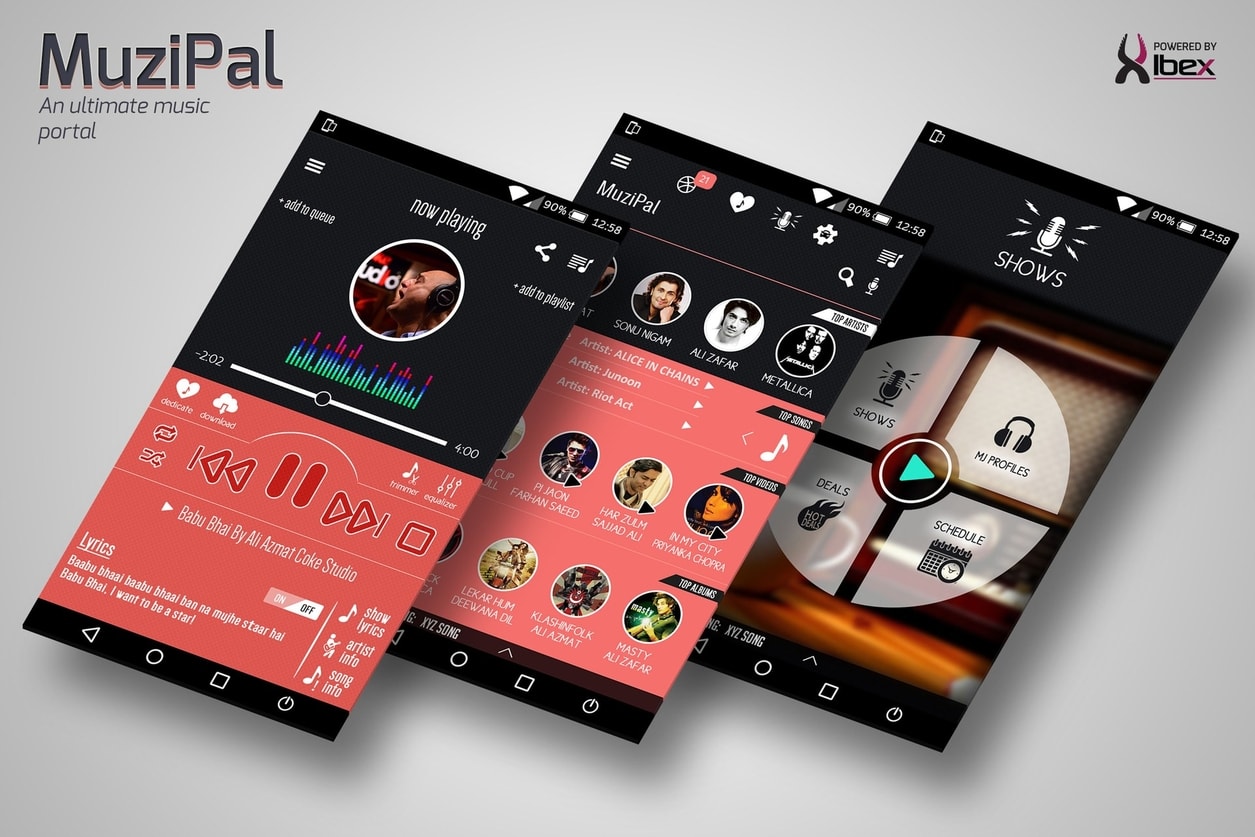 MuziPal
An ultimate music
portal
POWERED BY
Ibex
90% 12:58
now playing
+ add to queue
+ add to playlist
-2:02
4:00
dedicate
download
trimmer
equalizer
Babu Bhai By Ali Azmat Coke Studio
Lyrics
Baabu bhaai baabu bhaai ban na mujhe staar hai
Babu Bhai, I want to be a star!
ON OFF
show
lyrics
artist
info
song
info
90% 12:58
MuziPal
21
TOP ARTISTS
SONU NIGAM
ALI ZAFAR
METALLICA
Artist: ALICE IN CHAINS
Artist: Junoon
Artist: Riot Act
TOP SONGS
TOP VIDEOS
CUP
PI JAON
FARHAN SAEED
HAR ZULM
SAJJAD ALI
IN MY CITY
PRIYANKA CHOPRA
TOP ALBUMS
LEKAR HUM
DEEWANA DIL
KLASHINFOLK
ALI AZMAT
masty
MASTY
ALI ZAFAR
XYZ SONG
90% 12:58
SHOWS
SHOWS
MJ PROFILES
DEALS
HOT
DEALS
SCHEDULE
XYZ SONG